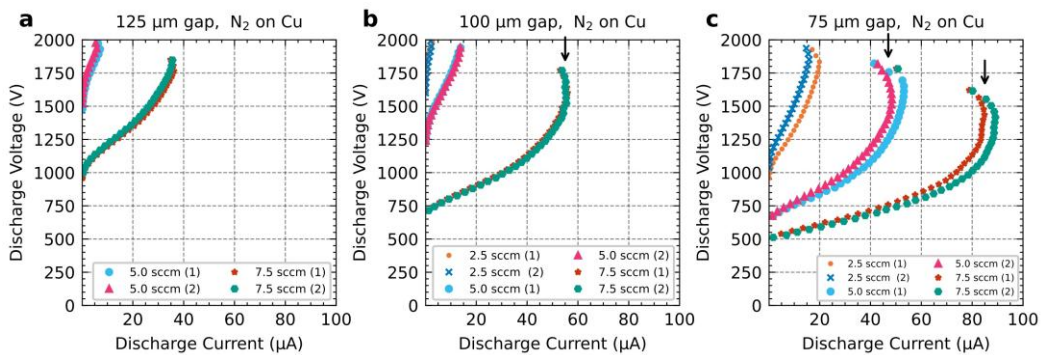 a
125 μm gap, N₂ on Cu
Discharge Voltage (V)
2000
1750
1500
1250
1000
750
500
250
0
5.0 sccm (1)
5.0 sccm (2)
7.5 sccm (1)
7.5 sccm (2)
0 20 40 60 80 100
Discharge Current (μA)
b
100 μm gap, N₂ on Cu
Discharge Voltage (V)
2000
1750
1500
1250
1000
750
500
250
0
2.5 sccm (1)
2.5 sccm (2)
5.0 sccm (1)
5.0 sccm (2)
7.5 sccm (1)
7.5 sccm (2)
0 20 40 60 80 100
Discharge Current (μA)
c
75 μm gap, N₂ on Cu
Discharge Voltage (V)
2000
1750
1500
1250
1000
750
500
250
0
2.5 sccm (1)
2.5 sccm (2)
5.0 sccm (1)
5.0 sccm (2)
7.5 sccm (1)
7.5 sccm (2)
0 20 40 60 80 100
Discharge Current (μA)